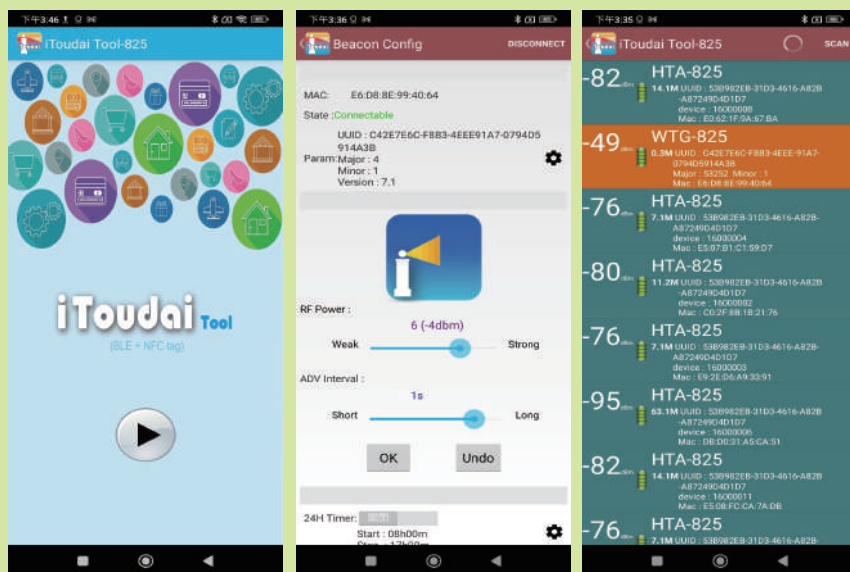 下午3:46
iToudai Tool-825
iToudai Tool
(BLE + NFC tag)
下午3:36
Beacon Config
DISCONNECT
MAC: E6:D8:8E:99:40:64
State :Connectable
UUID : C42E7E6C-F8B3-4EEE91A7-0794D5
914A3B
Param:Major : 4
Minor : 1
Version : 7.1
RF Power :
6 (-4dbm)
Weak
Strong
ADV Interval :
1s
Short
Long
OK
Undo
24H Timer:
Start : 08h00m
下午3:35
iToudai Tool-825
SCAN
-82 HTA-825
14.1M UUID : 53B982EB-31D3-4616-A82B
-A87249D4D1D7
device : 16000008
Mac : E0:62:1F:9A:67:BA
-49 WTG-825
0.3M UUID : C42E7E6C-F8B3-4EEE-91A7-
0794D5914A3B
Major : 53252 Minor : 1
Mac : E6:D8:8E:99:40:64
-76 HTA-825
7.1M UUID : 53B982EB-31D3-4616-A82B-
A87249D4D1D7
device : 16000004
Mac : E5:07:B1:C1:59:D7
-80 HTA-825
11.2M UUID : 53B982EB-31D3-4616-A82B
-A87249D4D1D7
device : 16000002
Mac : C0:2F:8B:1B:21:76
-76 HTA-825
7.1M UUID : 53B982EB-31D3-4616-A82B-
A87249D4D1D7
device : 16000003
Mac : E9:2E:D6:A9:33:91
-95 HTA-825
63.1M UUID : 53B982EB-31D3-4616-A82B
-A87249D4D1D7
device : 16000006
Mac : DB:D0:31:A5:CA:51
-82 HTA-825
14.1M UUID : 53B982EB-31D3-4616-A82B
-A87249D4D1D7
device : 16000011
Mac : E5:08:FC:CA:7A:DB
-76 HTA-825
7.1M UUID : 53B982EB-31D3-4616-A82B-